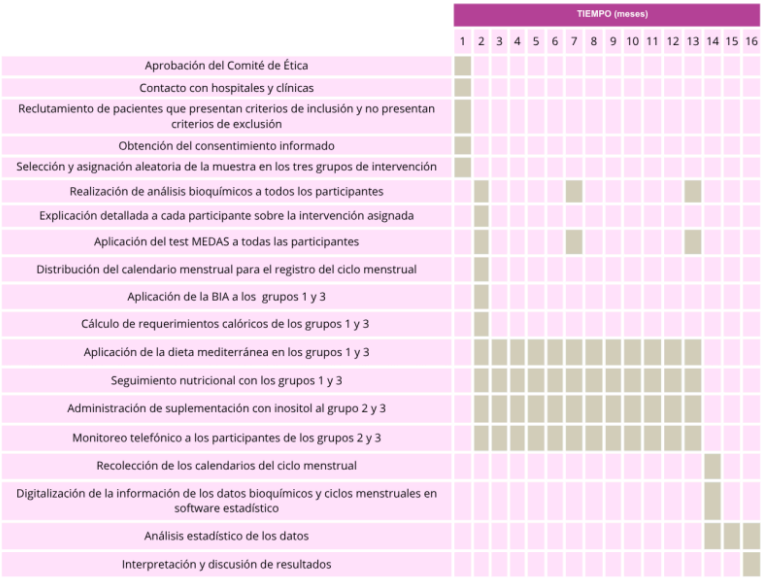 TIEMPO (meses)
1 2 3 4 5 6 7 8 9 10 11 12 13 14 15 16
Aprobación del Comité de Ética
Contacto con hospitales y clínicas
Reclutamiento de pacientes que presentan criterios de inclusión y no presentan
criterios de exclusión
Obtención del consentimiento informado
Selección y asignación aleatoria de la muestra en los tres grupos de intervención
Realización de análisis bioquímicos a todos los participantes
Explicación detallada a cada participante sobre la intervención asignada
Aplicación del test MEDAS a todas las participantes
Distribución del calendario menstrual para el registro del ciclo menstrual
Aplicación de la BIA a los grupos 1 y 3
Cálculo de requerimientos calóricos de los grupos 1 y 3
Aplicación de la dieta mediterránea en los grupos 1 y 3
Seguimiento nutricional con los grupos 1 y 3
Administración de suplementación con inositol al grupo 2 y 3
Monitoreo telefónico a los participantes de los grupos 2 y 3
Recolección de los calendarios del ciclo menstrual
Digitalización de la información de los datos bioquímicos y ciclos menstruales en
software estadístico
Análisis estadístico de los datos
Interpretación y discusión de resultados